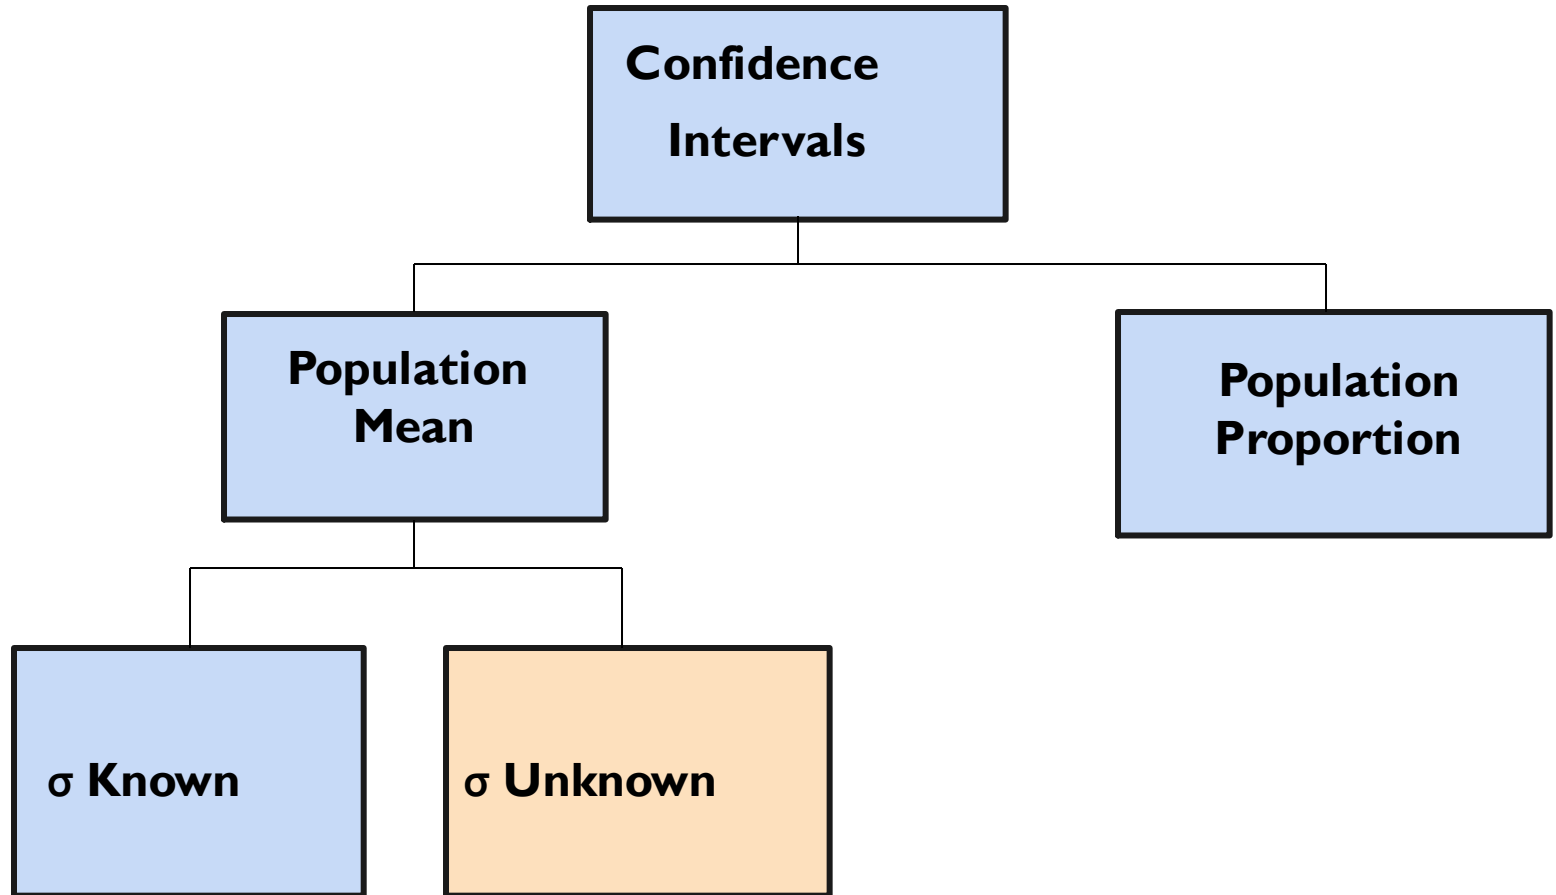 Confidence
Intervals
Population
Mean
Population
Proportion
σ Known
σ Unknown